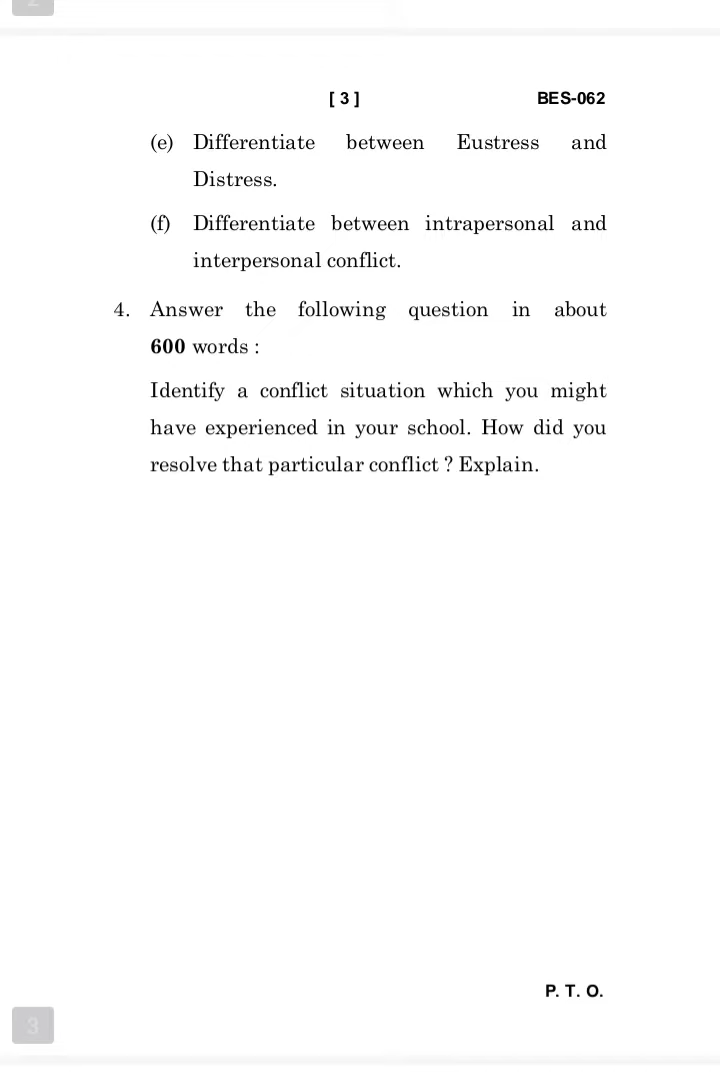 [ 3 ] BES-062
(e) Differentiate between Eustress and
Distress.
(f) Differentiate between intrapersonal and
interpersonal conflict.
4. Answer the following question in about
600 words :
Identify a conflict situation which you might
have experienced in your school. How did you
resolve that particular conflict ? Explain.
P. T. O.
3